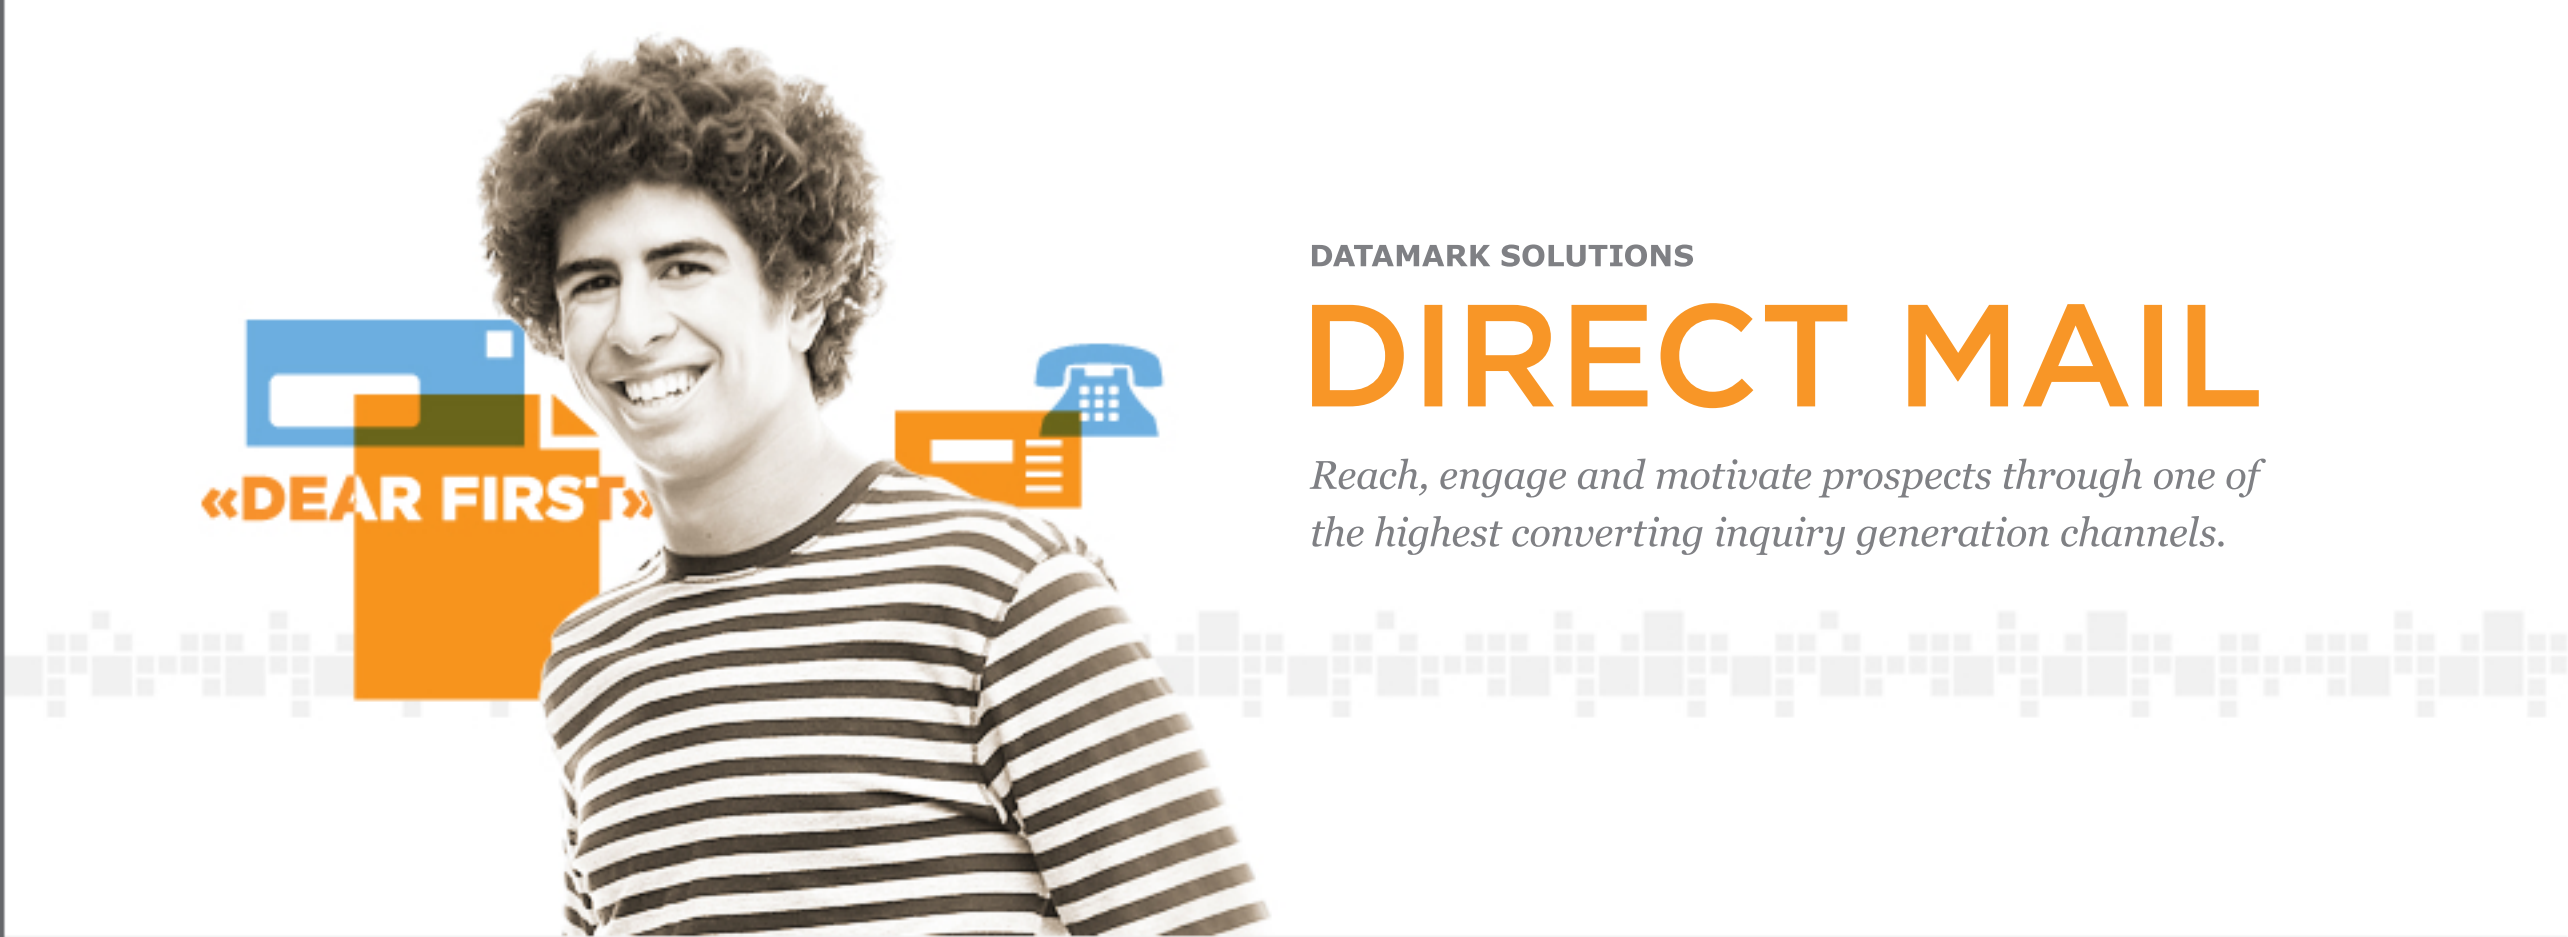 DATAMARK SOLUTIONS
DIRECT MAIL
Reach, engage and motivate prospects through one of
the highest converting inquiry generation channels.
«DEAR FIRST»